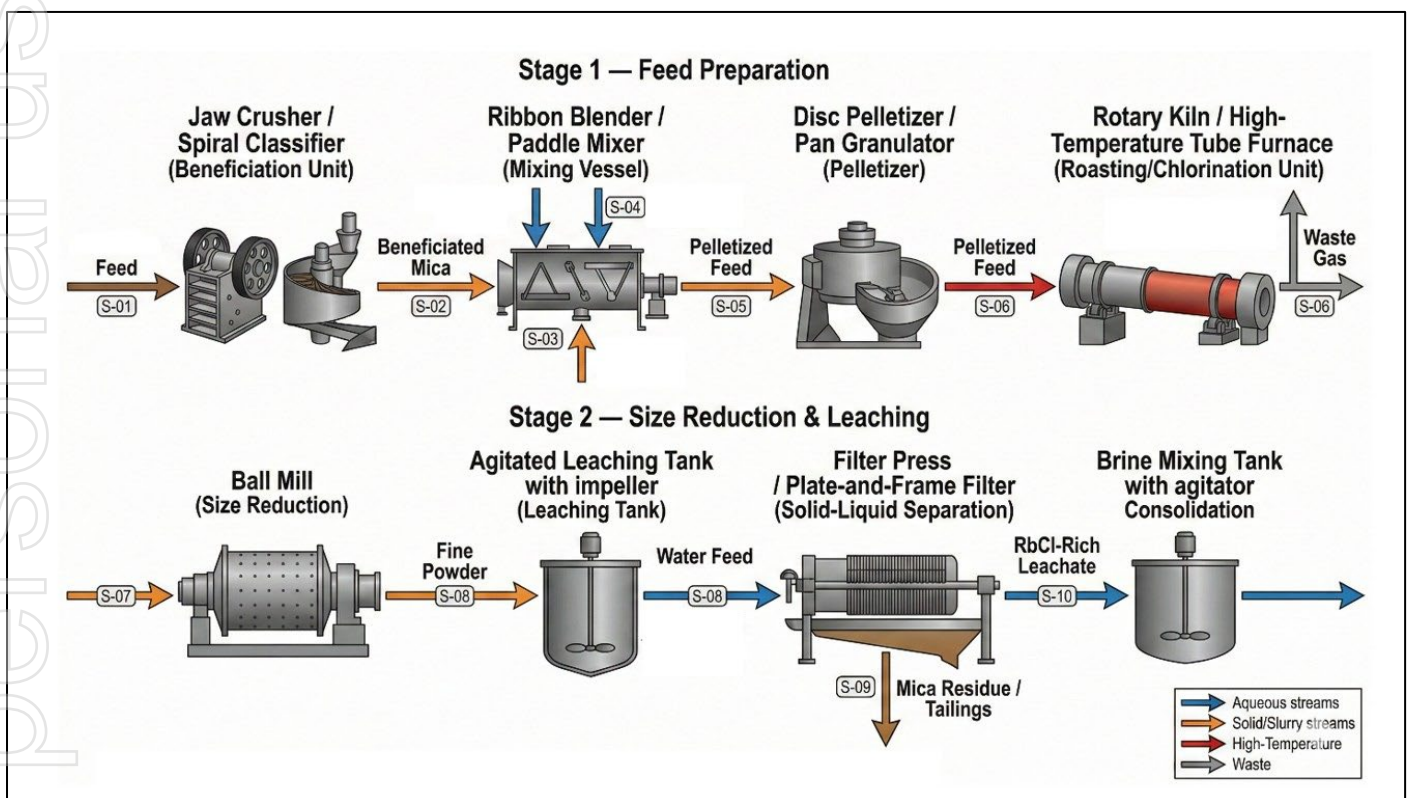 Stage 1 — Feed Preparation
Jaw Crusher /
Spiral Classifier
(Beneficiation Unit)
Ribbon Blender /
Paddle Mixer
(Mixing Vessel)
Disc Pelletizer /
Pan Granulator
(Pelletizer)
Rotary Kiln / High-
Temperature Tube Furnace
(Roasting/Chlorination Unit)
Feed
S-01
Beneficiated
Mica
S-02
S-04
S-03
Pelletized
Feed
S-05
Pelletized
Feed
S-06
Waste
Gas
S-06
Stage 2 — Size Reduction & Leaching
Ball Mill
(Size Reduction)
Agitated Leaching Tank
with impeller
(Leaching Tank)
Filter Press
/ Plate-and-Frame Filter
(Solid-Liquid Separation)
Brine Mixing Tank
with agitator
Consolidation
S-07
Fine
Powder
S-08
Water Feed
S-08
RbCl-Rich
Leachate
S-10
S-09
Mica Residue /
Tailings
Aqueous streams
Solid/Slurry streams
High-Temperature
Waste
personal us